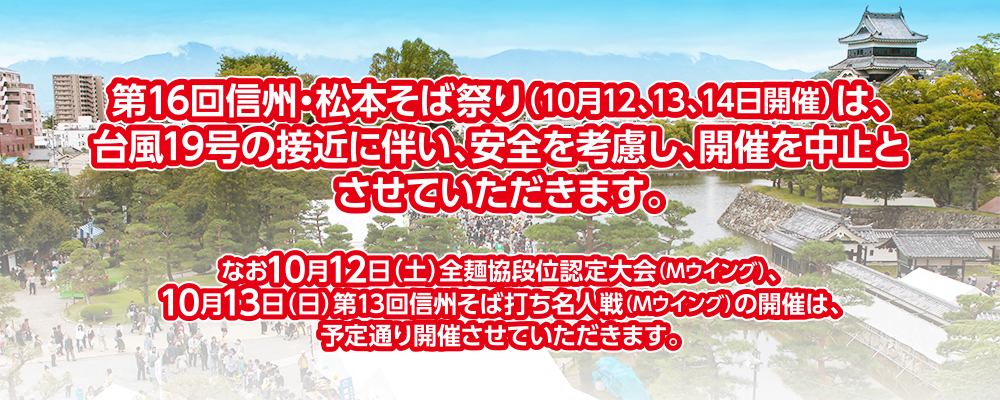 第16回信州・松本そば祭り（10月12、13、14日開催）は、
台風19号の接近に伴い、安全を考慮し、開催を中止と
させていただきます。
なお10月12日（土）全麺協段位認定大会（Mウイング）、
10月13日（日）第13回信州そば打ち名人戦（Mウイング）の開催は、
予定通り開催させていただきます。